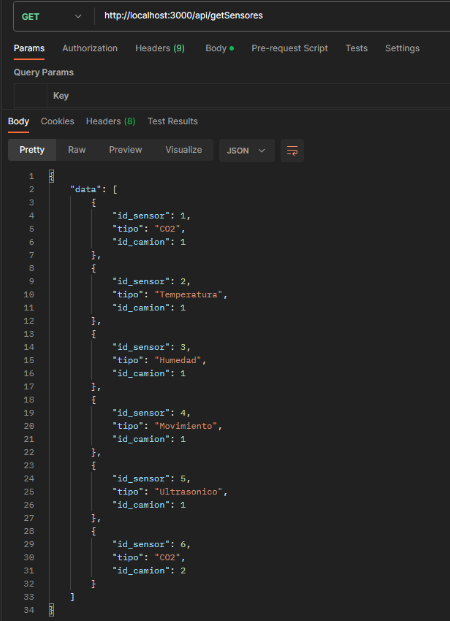 GET http://localhost:3000/api/getSensores
Params Authorization Headers (9) Body Pre-request Script Tests Settings
Query Params
Key
Body Cookies Headers (8) Test Results
Pretty Raw Preview Visualize JSON
1 {
2 "data": [
3 {
4 "id_sensor": 1,
5 "tipo": "CO2",
6 "id_camion": 1
7 },
8 {
9 "id_sensor": 2,
10 "tipo": "Temperatura",
11 "id_camion": 1
12 },
13 {
14 "id_sensor": 3,
15 "tipo": "Humedad",
16 "id_camion": 1
17 },
18 {
19 "id_sensor": 4,
20 "tipo": "Movimiento",
21 "id_camion": 1
22 },
23 {
24 "id_sensor": 5,
25 "tipo": "Ultrasonico",
26 "id_camion": 1
27 },
28 {
29 "id_sensor": 6,
30 "tipo": "CO2",
31 "id_camion": 2
32 }
33 ]
34 }